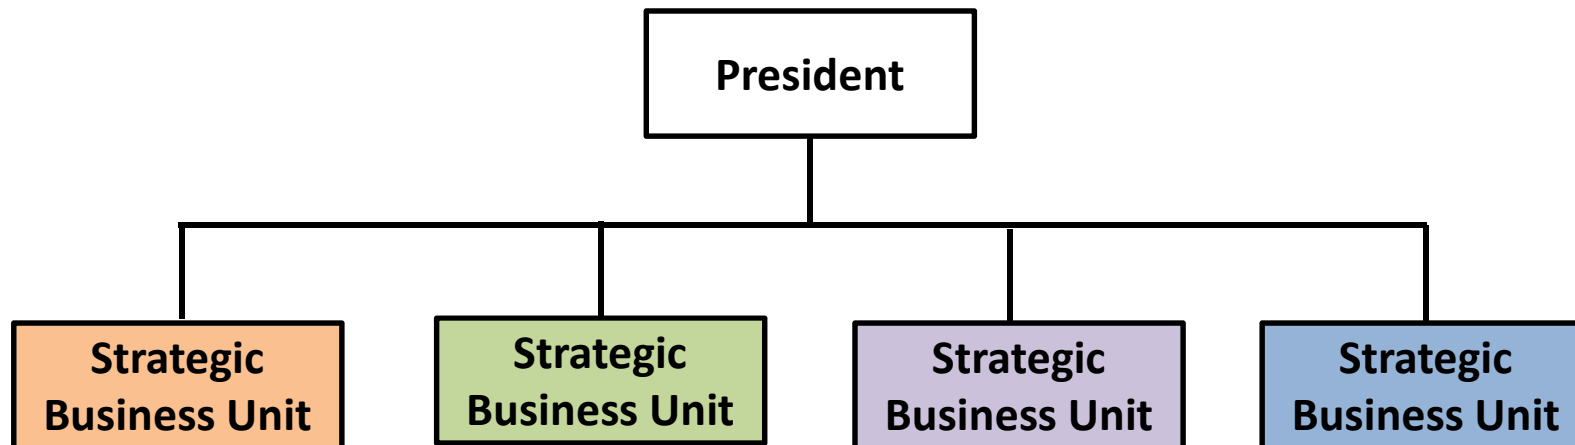 President
Strategic
Business Unit
Strategic
Business Unit
Strategic
Business Unit
Strategic
Business Unit